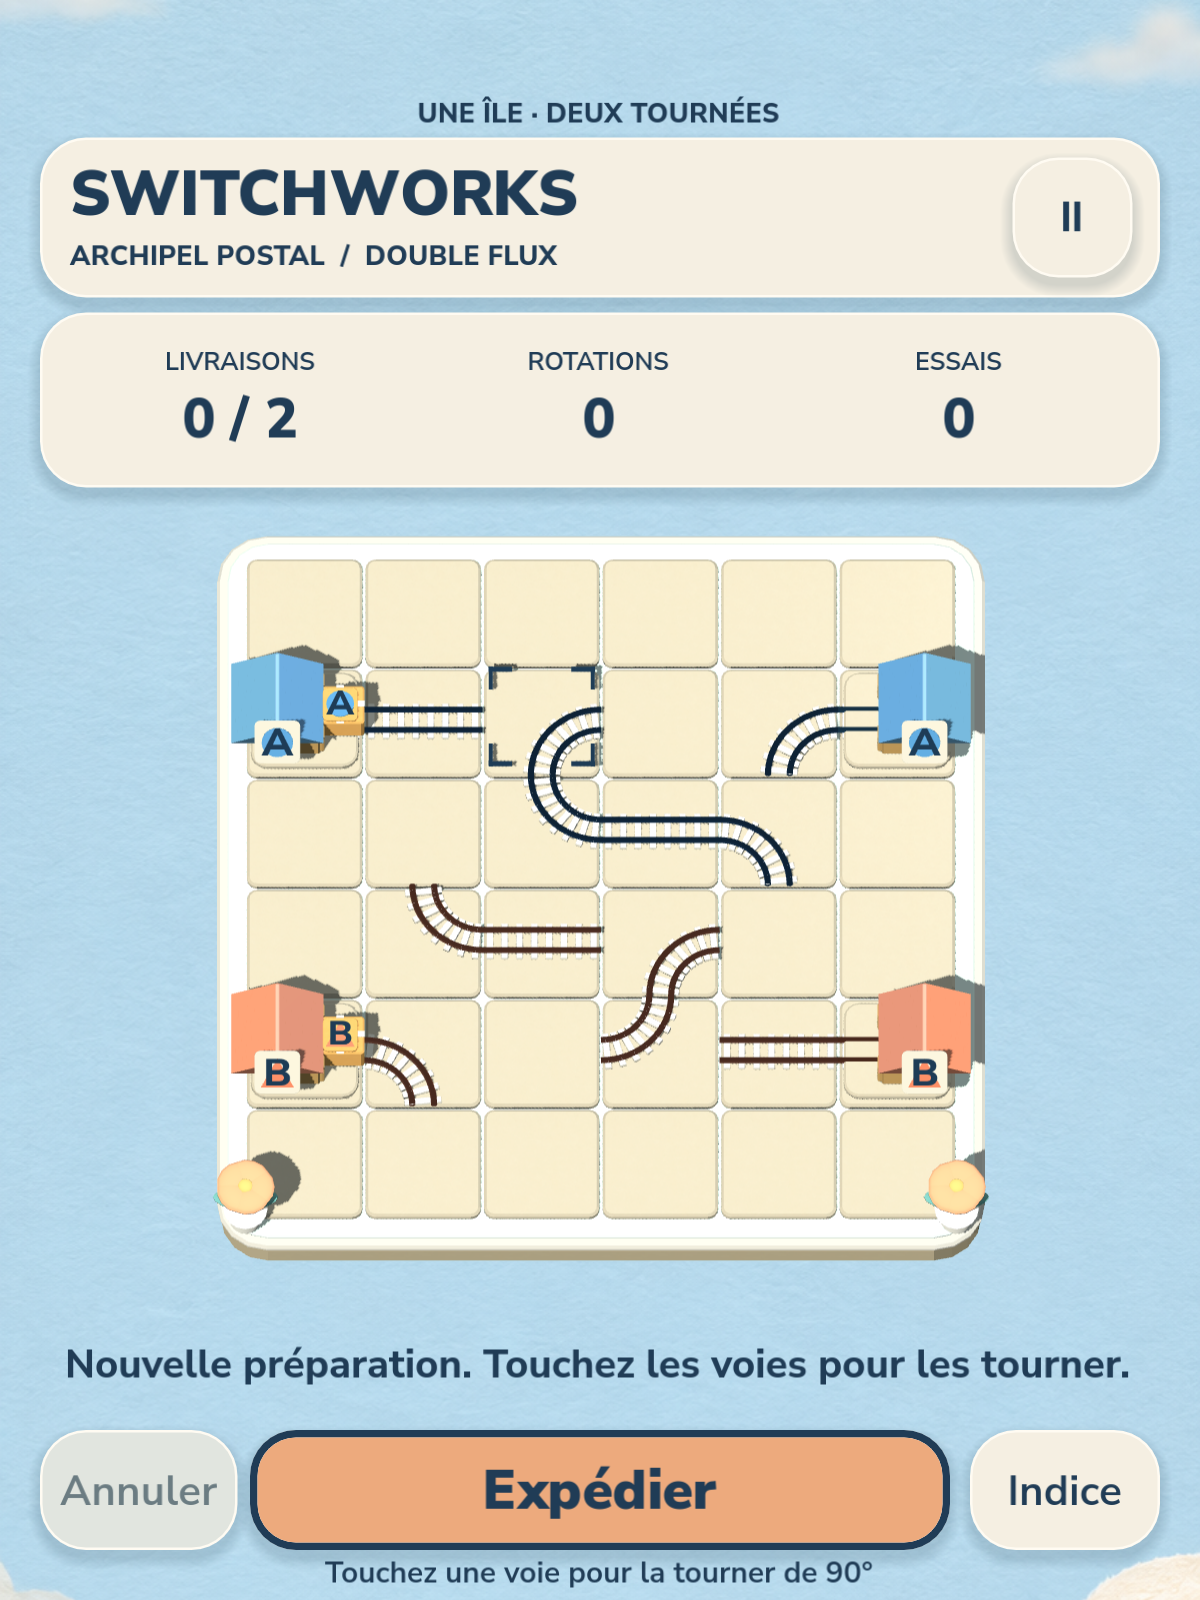 UNE ÎLE · DEUX TOURNÉES
SWITCHWORKS
ARCHIPEL POSTAL / DOUBLE FLUX
II
LIVRAISONS
0 / 2
ROTATIONS
0
ESSAIS
0
A
A
A
B
B
B
Nouvelle préparation. Touchez les voies pour les tourner.
Annuler
Expédier
Indice
Touchez une voie pour la tourner de 90°